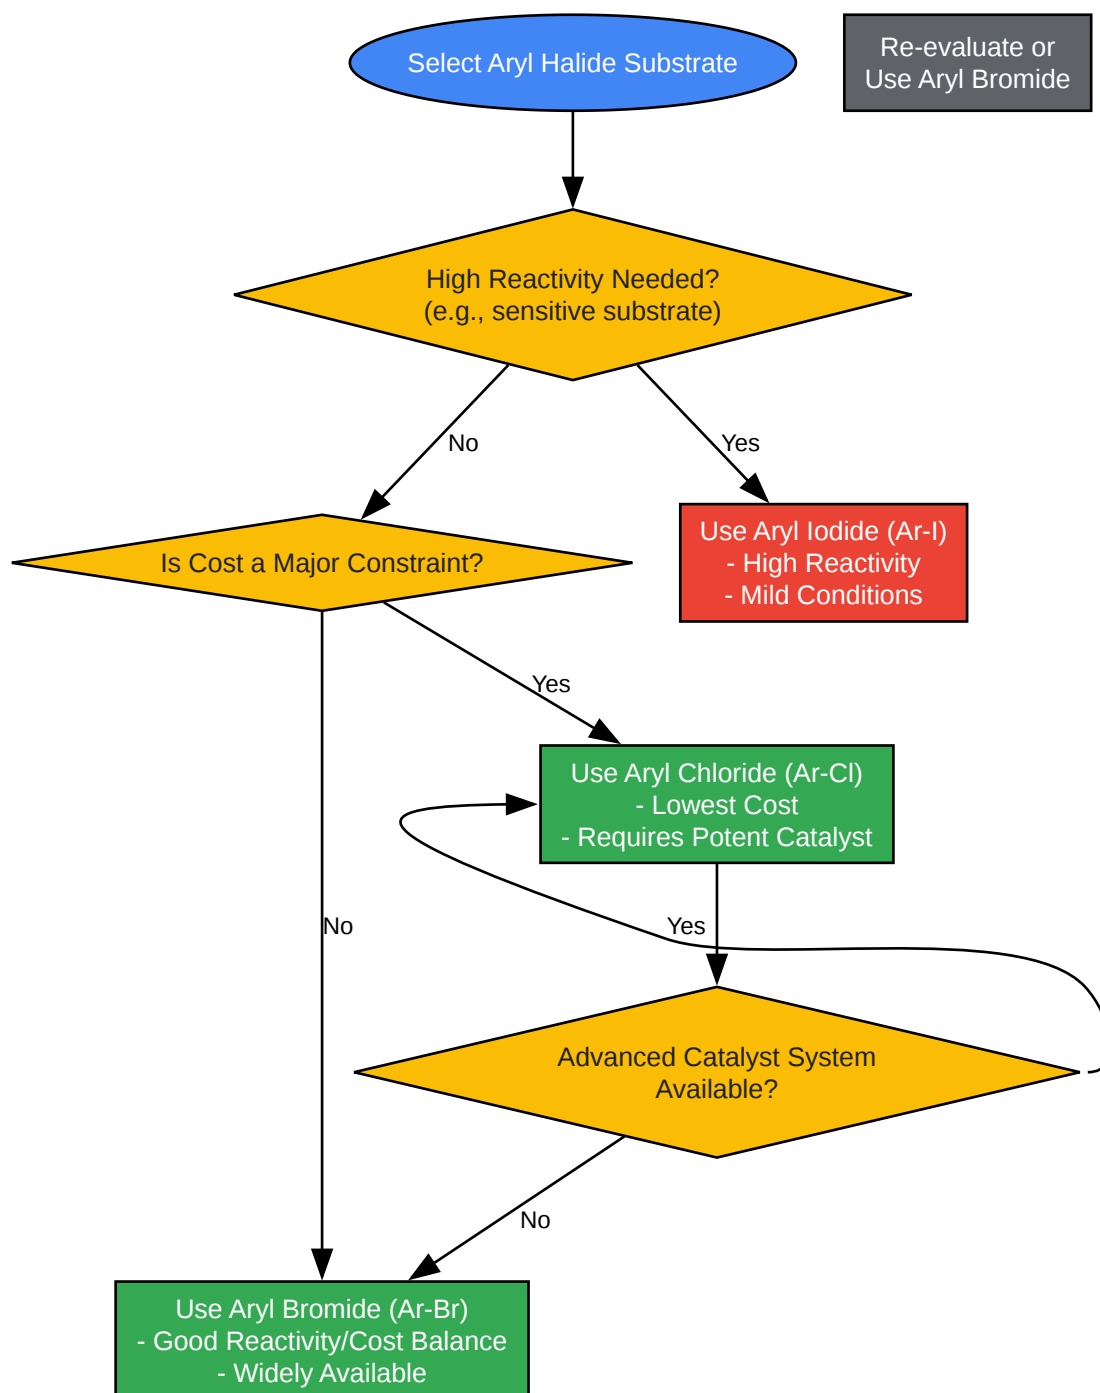 Select Aryl Halide Substrate
Re-evaluate or
Use Aryl Bromide
High Reactivity Needed?
(e.g., sensitive substrate)
No
Yes
Is Cost a Major Constraint?
Use Aryl Iodide (Ar-I)
- High Reactivity
- Mild Conditions
Yes
Use Aryl Chloride (Ar-Cl)
- Lowest Cost
- Requires Potent Catalyst
No
Yes
Advanced Catalyst System
Available?
No
Use Aryl Bromide (Ar-Br)
- Good Reactivity/Cost Balance
- Widely Available